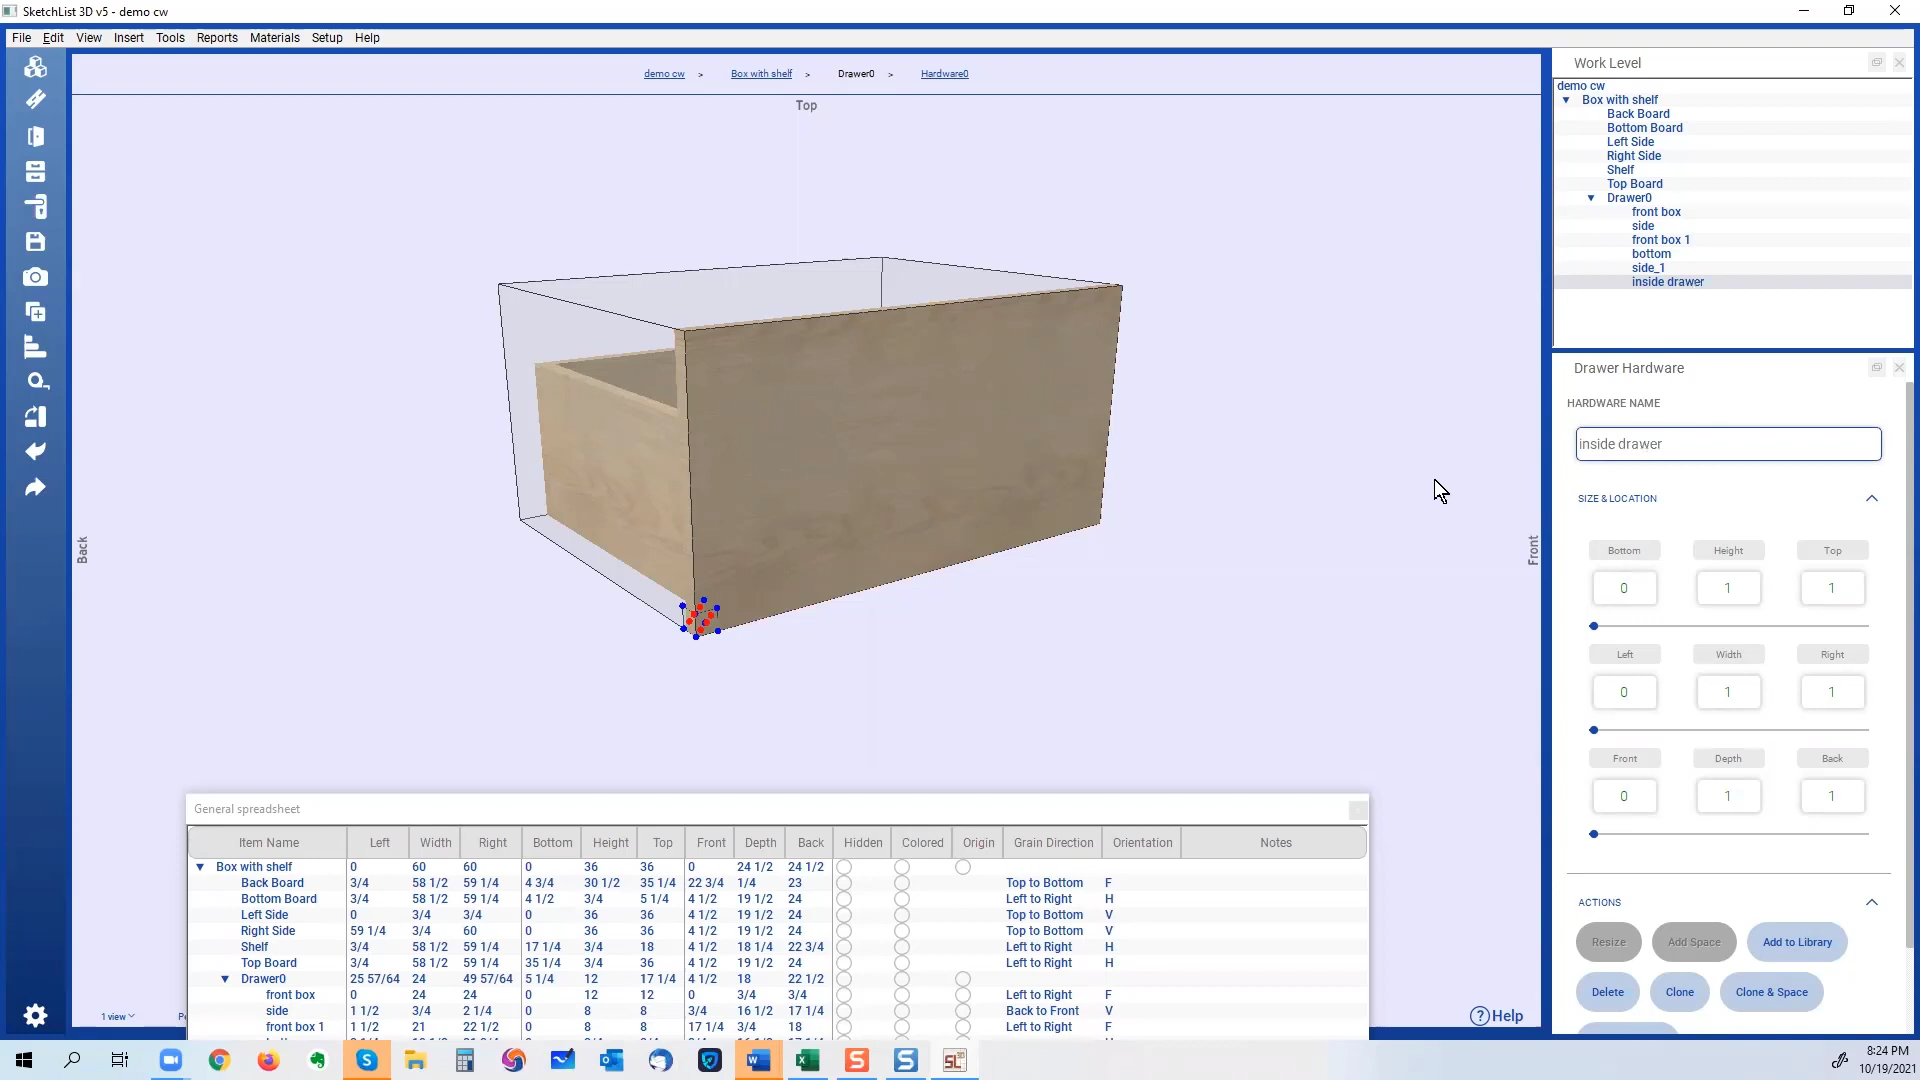 SketchList 3D v5 - demo cw
File Edit View Insert Tools Reports Materials Setup Help
demo cw > Box with shelf > Drawer0 > Hardware0
Top
Back
Front
Work Level
demo cw
Box with shelf
Back Board
Bottom Board
Left Side
Right Side
Shelf
Top Board
Drawer0
front box
side
front box 1
bottom
side_1
inside drawer
Drawer Hardware
HARDWARE NAME
inside drawer
SIZE & LOCATION
Bottom Height Top
0 1 1
Left Width Right
0 1 1
Front Depth Back
0 1 1
ACTIONS
Resize Add Space Add to Library
Delete Clone Clone & Space
General spreadsheet
Item Name Left Width Right Bottom Height Top Front Depth Back Hidden Colored Origin Grain Direction Orientation Notes
Box with shelf 0 60 60 0 36 36 0 24 1/2 24 1/2
Back Board 3/4 58 1/2 59 1/4 4 3/4 30 1/2 35 1/4 22 3/4 1/4 23 Top to Bottom F
Bottom Board 3/4 58 1/2 59 1/4 4 1/2 3/4 5 1/4 4 1/2 19 1/2 24 Left to Right H
Left Side 0 3/4 3/4 0 36 36 4 1/2 19 1/2 24 Top to Bottom V
Right Side 59 1/4 3/4 60 0 36 36 4 1/2 19 1/2 24 Top to Bottom V
Shelf 3/4 58 1/2 59 1/4 17 1/4 3/4 18 4 1/2 18 1/4 22 3/4 Left to Right H
Top Board 3/4 58 1/2 59 1/4 35 1/4 3/4 36 4 1/2 19 1/2 24 Left to Right H
Drawer0 25 57/64 24 49 57/64 5 1/4 12 17 1/4 4 1/2 18 22 1/2
front box 0 24 24 0 12 12 0 3/4 3/4 Left to Right F
side 1 1/2 3/4 2 1/4 0 8 8 3/4 16 1/2 17 1/4 Back to Front V
front box 1 1 1/2 21 22 1/2 0 8 8 17 1/4 3/4 18 Left to Right F
1 view
Help
8:24 PM
10/19/2021